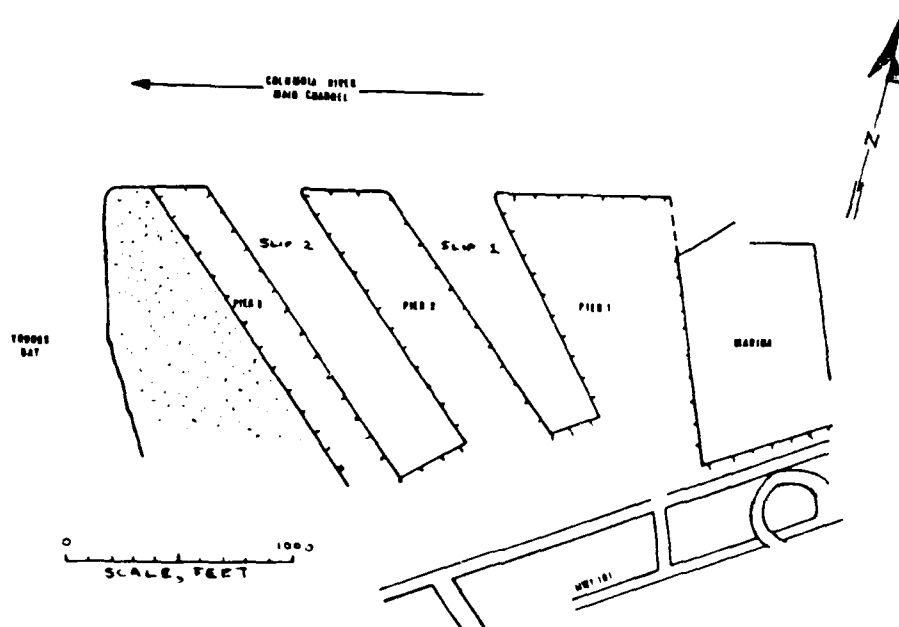 COLUMBIA RIVER
MAIN CHANNEL
N
SLIP 2
SLIP 1
PIER 3
PIER 2
PIER 1
YOUNGS
BAY
MARINA
0 1000
SCALE, FEET
HWY 101